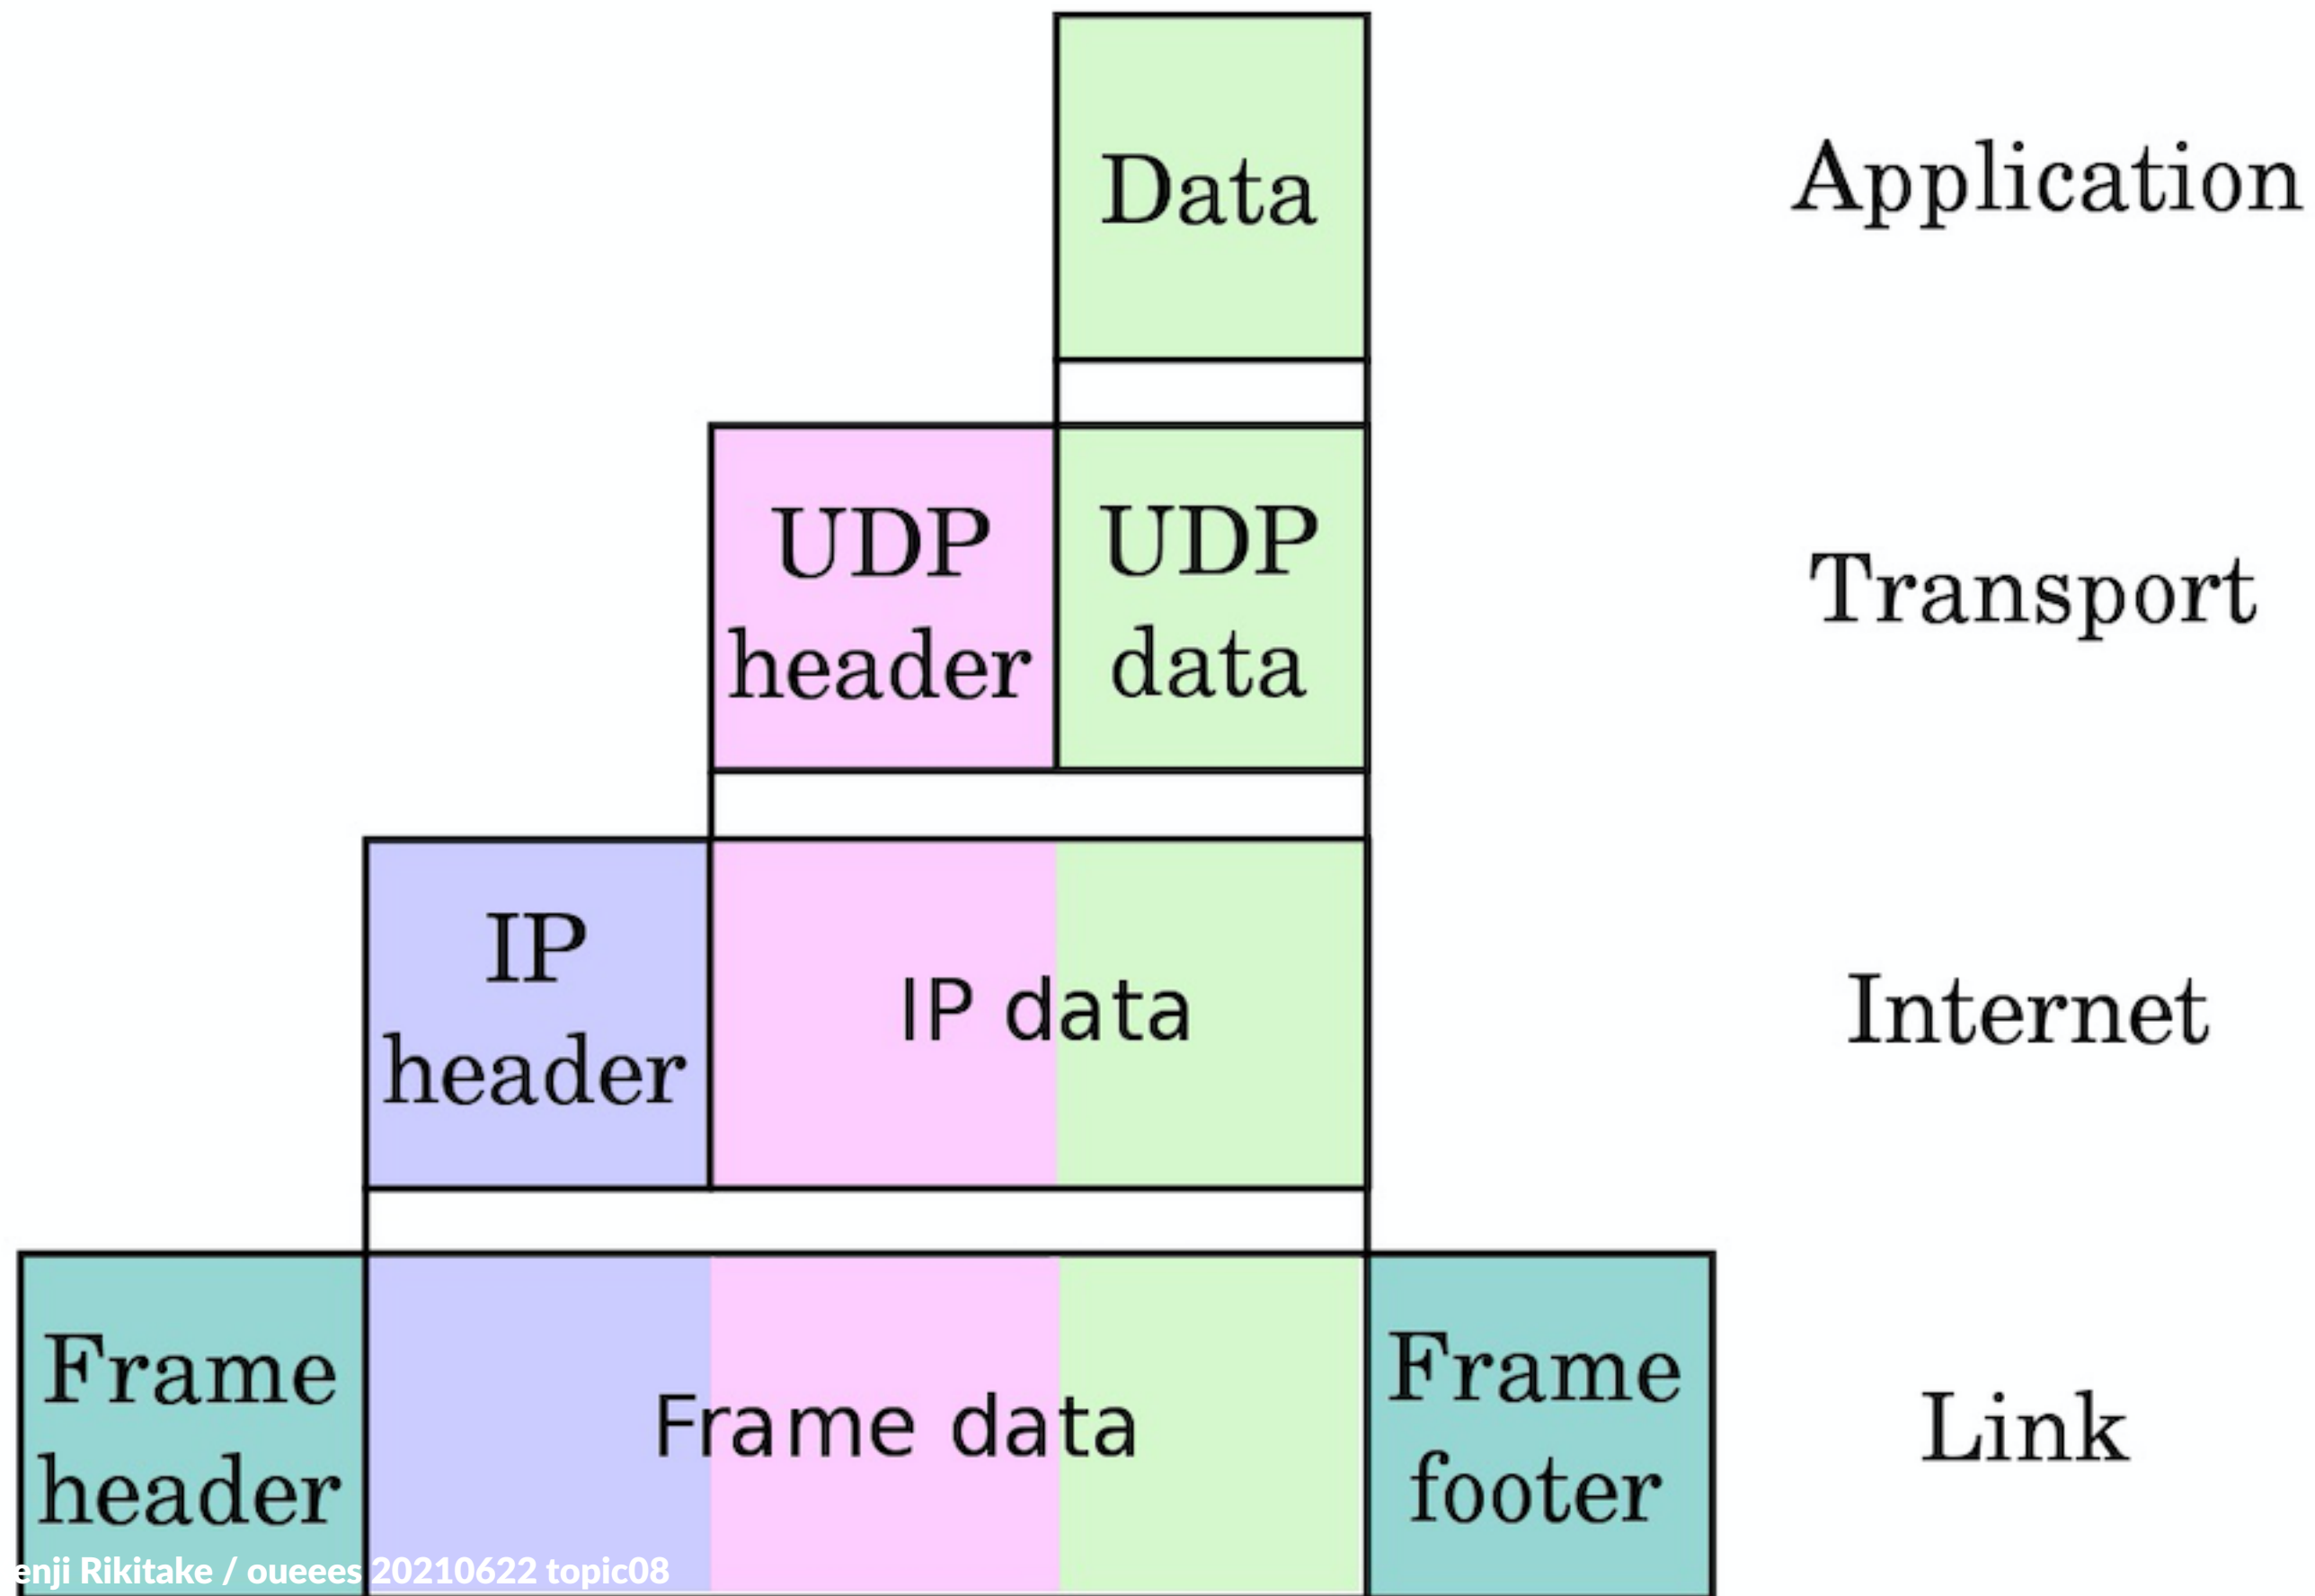 Data
Application
UDP
header
UDP
data
Transport
IP
header
IP data
Internet
Frame
header
Frame data
Frame
footer
Link
enji Rikitake / oueees 20210622 topic08